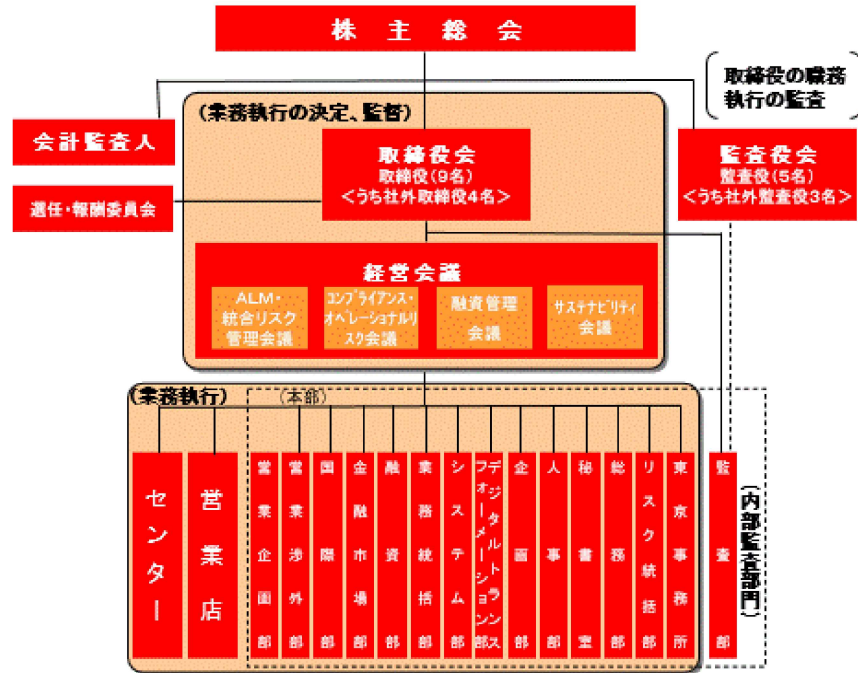 株主総会
取締役の職務
執行の監査
(業務執行の決定、監督)
会計監査人
取締役会
取締役(9名)
<うち社外取締役4名>
監査役会
監査役(5名)
<うち社外監査役3名>
選任・報酬委員会
経営会議
ALM・
統合リスク
管理会議
コンプライアンス・
オペレーショナルリ
スク会議
融資管理
会議
サステナビリティ
会議
(業務執行)
(本部)
センター
営業店
営業企画部
営業渉外部
国際部
金融市場部
融資部
業務統括部
システム部
デジタルトランス
フォーメーション部
企画部
人事部
秘書室
総務部
リスク統括部
東京事務所
監査部
(内部監査部門)